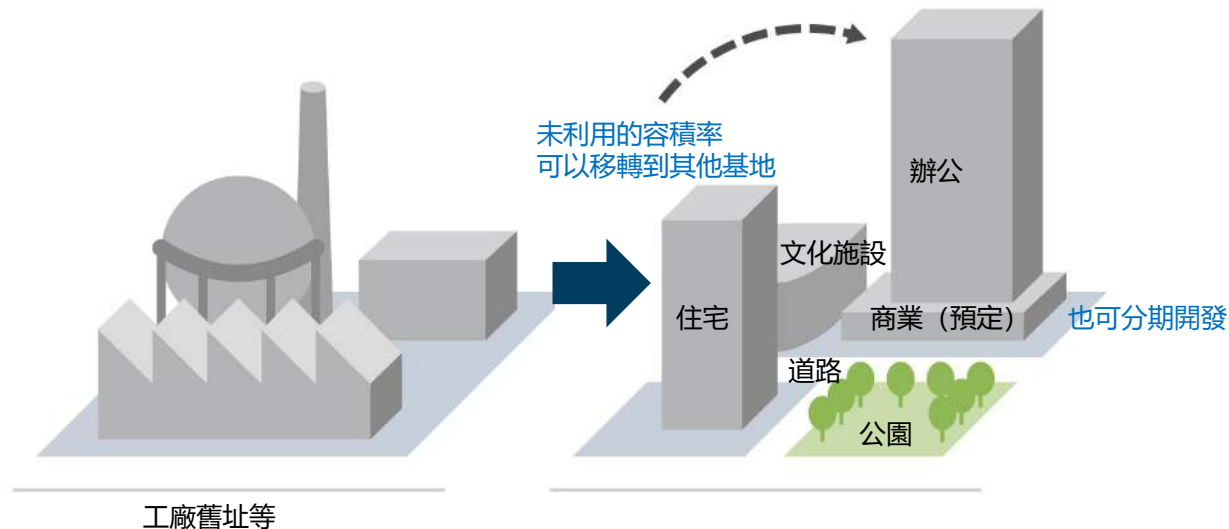 未利用的容積率
可以移轉到其他基地
辦公
文化施設
住宅
商業（預定）
也可分期開發
道路
公園
工廠舊址等